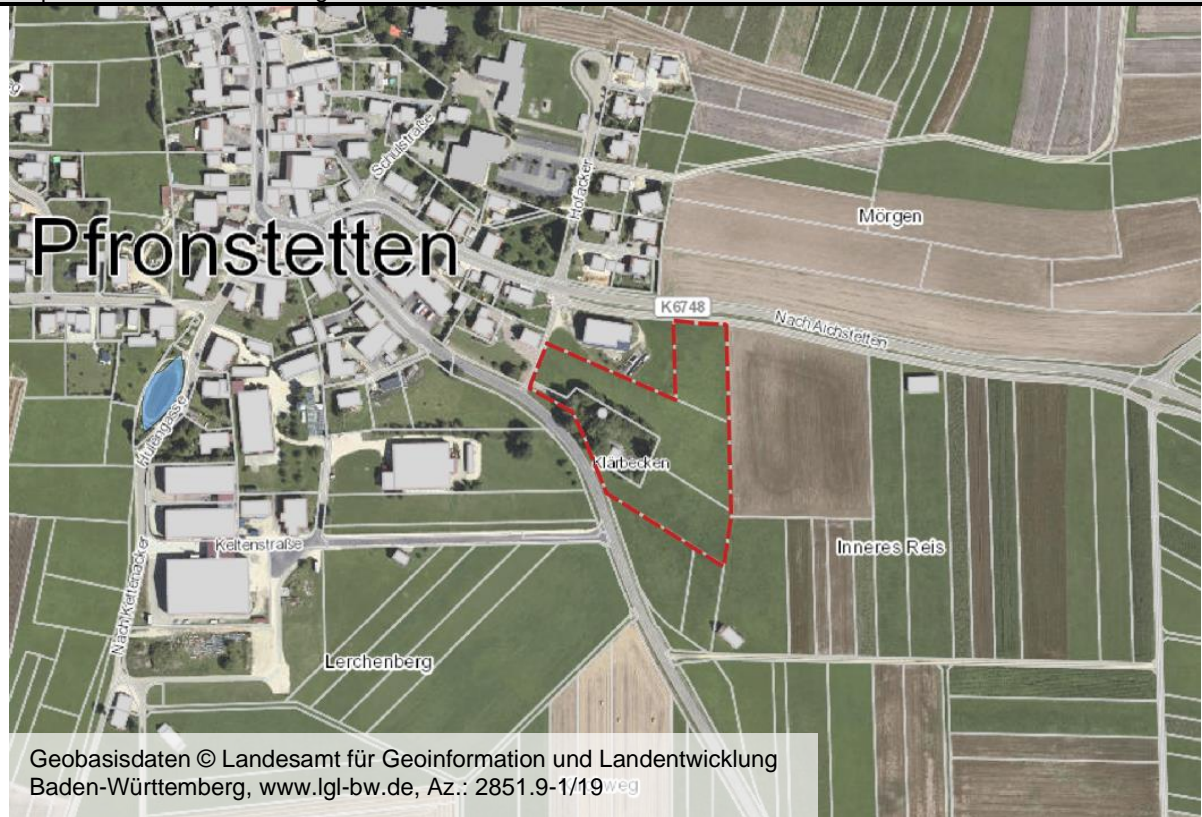 Schulstraße
Hofacker
Mörgen
Pfronstetten
K6748
Nach Aichstetten
Hülengasse
Klärbecken
Keltenstraße
Inneres Reis
Nach Kettenacker
Lerchenberg
Geobasisdaten © Landesamt für Geoinformation und Landentwicklung
Baden-Württemberg, www.lgl-bw.de, Az.: 2851.9-1/19